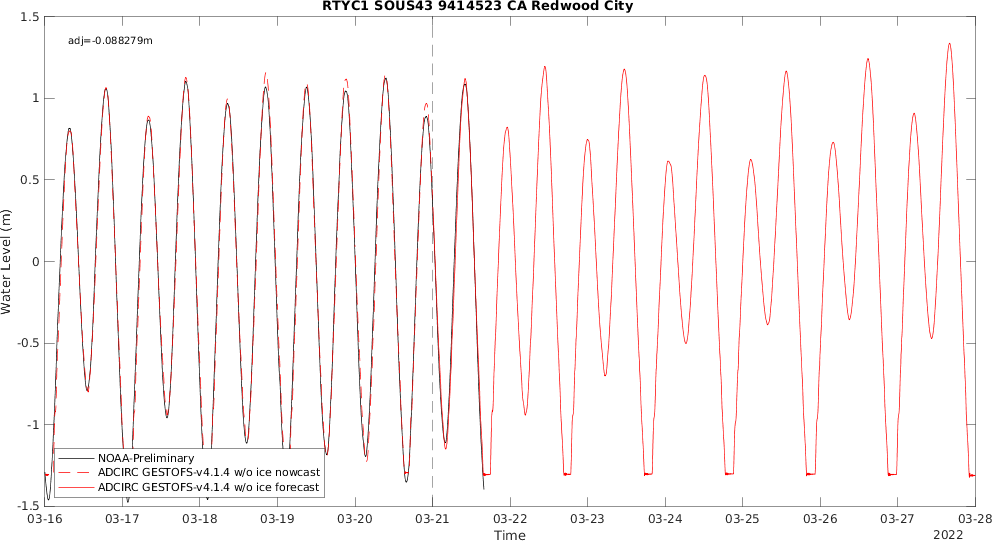 RTYC1 SOUS43 9414523 CA Redwood City
adj=-0.088279m
1.5
1
0.5
0
-0.5
-1
-1.5
Water Level (m)
NOAA-Preliminary
ADCIRC GESTOFS-v4.1.4 w/o ice nowcast
ADCIRC GESTOFS-v4.1.4 w/o ice forecast
03-16 03-17 03-18 03-19 03-20 03-21 03-22 03-23 03-24 03-25 03-26 03-27 03-28
Time
2022